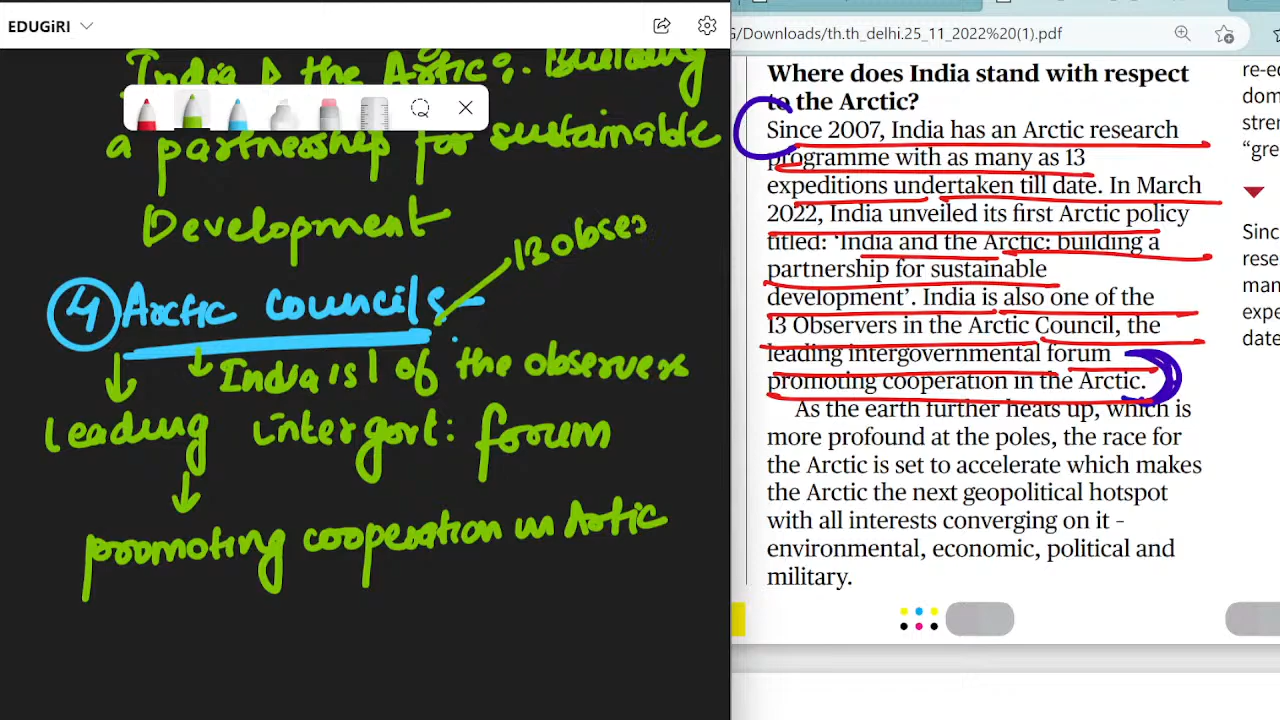 EDUGiRI
India & the Artic:- Building
a partnership for sustainable
Development
13 obser
4 Arctic Councils-
India is 1 of the observers
leading intergovt: forum
promoting cooperation in Artic
G/Downloads/th.th_delhi.25_11_2022%20(1).pdf
Where does India stand with respect
to the Arctic?
Since 2007, India has an Arctic research
programme with as many as 13
expeditions undertaken till date. In March
2022, India unveiled its first Arctic policy
titled: ‘India and the Arctic: building a
partnership for sustainable
development’. India is also one of the
13 Observers in the Arctic Council, the
leading intergovernmental forum
promoting cooperation in the Arctic.
As the earth further heats up, which is
more profound at the poles, the race for
the Arctic is set to accelerate which makes
the Arctic the next geopolitical hotspot
with all interests converging on it –
environmental, economic, political and
military.
re-e
dom
stren
“gre
Sinc
rese
man
expe
date